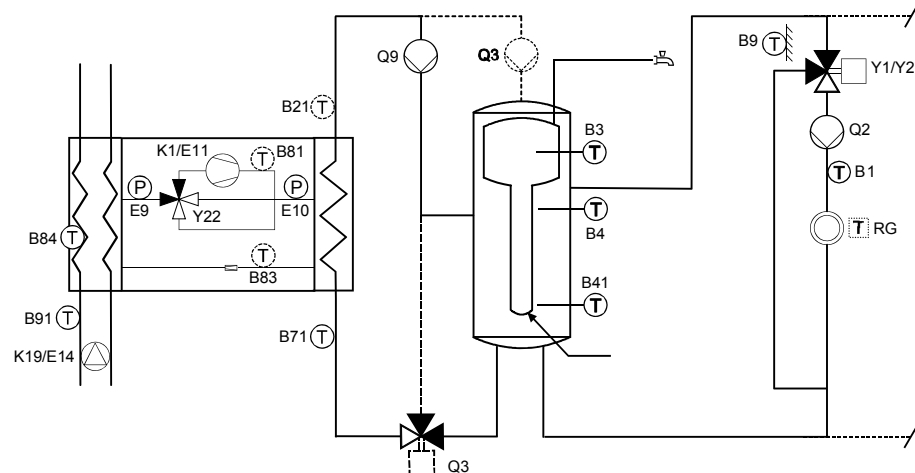 Q9
Q3
B9
T
Y1/Y2
B21
T
K1/E11
T
B81
B3
T
Q2
P
P
T
B1
E9
Y22
E10
T
B4
B84
T
T
RG
T
B83
B41
T
B91
T
B71
T
K19/E14
Q3